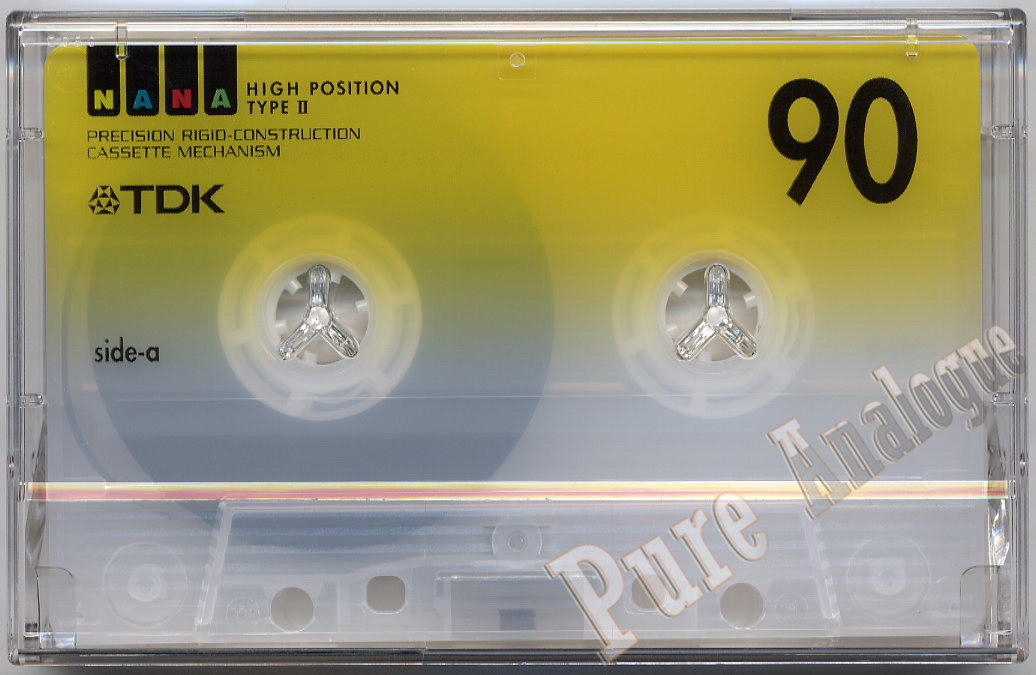 NANA
HIGH POSITION
TYPE II
PRECISION RIGID-CONSTRUCTION
CASSETTE MECHANISM
TDK
90
side-a
Pure Analogue